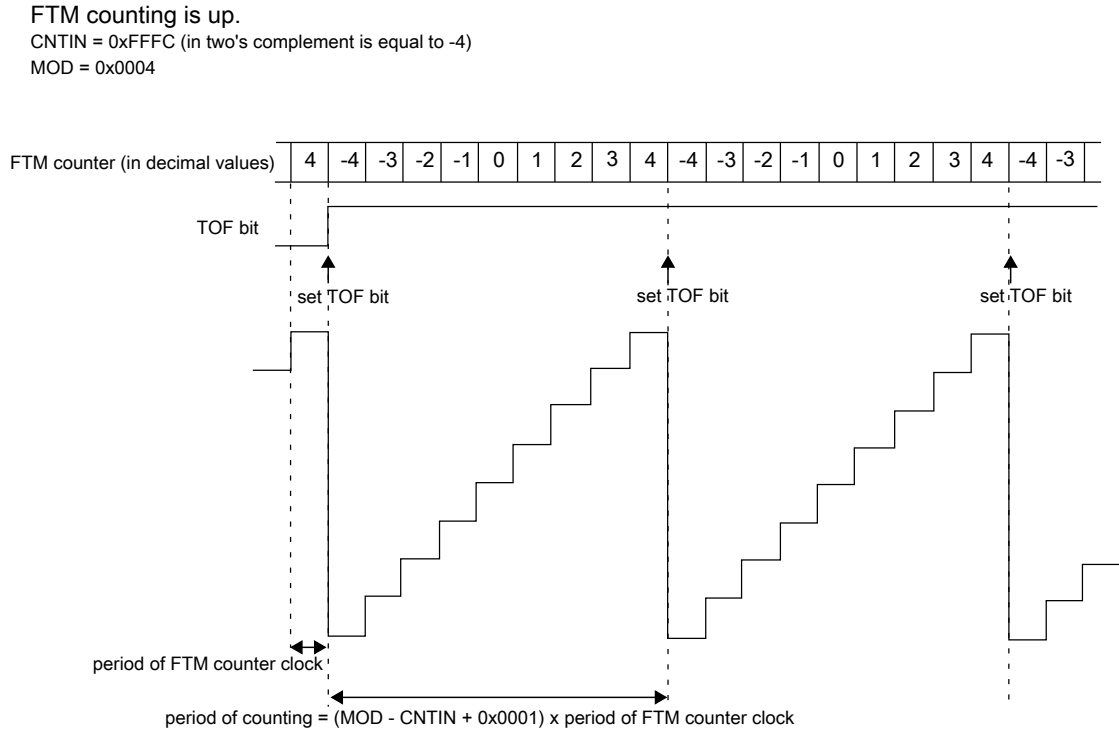 FTM counting is up.
CNTIN = 0xFFFC (in two's complement is equal to -4)
MOD = 0x0004
FTM counter (in decimal values) 4 -4 -3 -2 -1 0 1 2 3 4 -4 -3 -2 -1 0 1 2 3 4 -4 -3
TOF bit
set TOF bit set TOF bit set TOF bit
period of FTM counter clock
period of counting = (MOD - CNTIN + 0x0001) x period of FTM counter clock